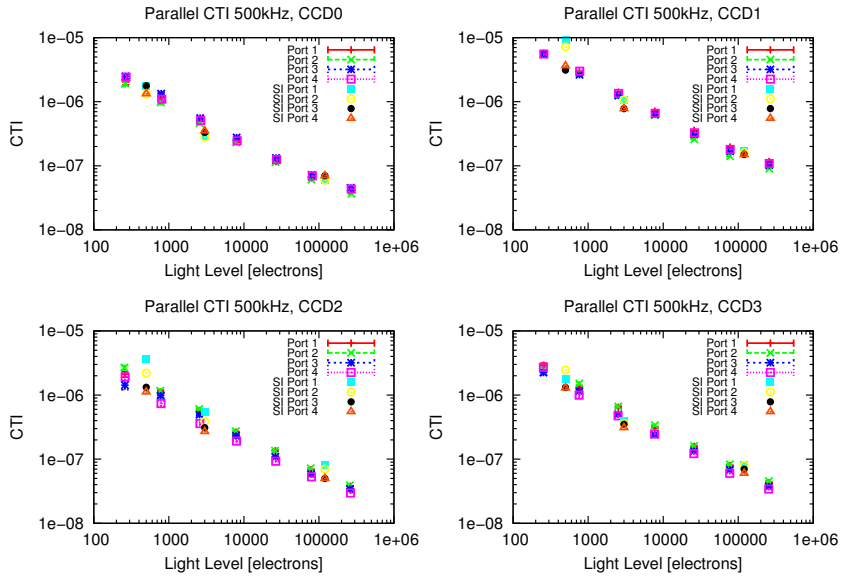 Parallel CTI 500kHz, CCD0
CTI
1e-05
1e-06
1e-07
1e-08
100 1000 10000 100000 1e+06
Light Level [electrons]
Port 1
Port 2
Port 3
Port 4
SI Port 1
SI Port 2
SI Port 3
SI Port 4
Parallel CTI 500kHz, CCD1
CTI
1e-05
1e-06
1e-07
1e-08
100 1000 10000 100000 1e+06
Light Level [electrons]
Port 1
Port 2
Port 3
Port 4
SI Port 1
SI Port 2
SI Port 3
SI Port 4
Parallel CTI 500kHz, CCD2
CTI
1e-05
1e-06
1e-07
1e-08
100 1000 10000 100000 1e+06
Light Level [electrons]
Port 1
Port 2
Port 3
Port 4
SI Port 1
SI Port 2
SI Port 3
SI Port 4
Parallel CTI 500kHz, CCD3
CTI
1e-05
1e-06
1e-07
1e-08
100 1000 10000 100000 1e+06
Light Level [electrons]
Port 1
Port 2
Port 3
Port 4
SI Port 1
SI Port 2
SI Port 3
SI Port 4